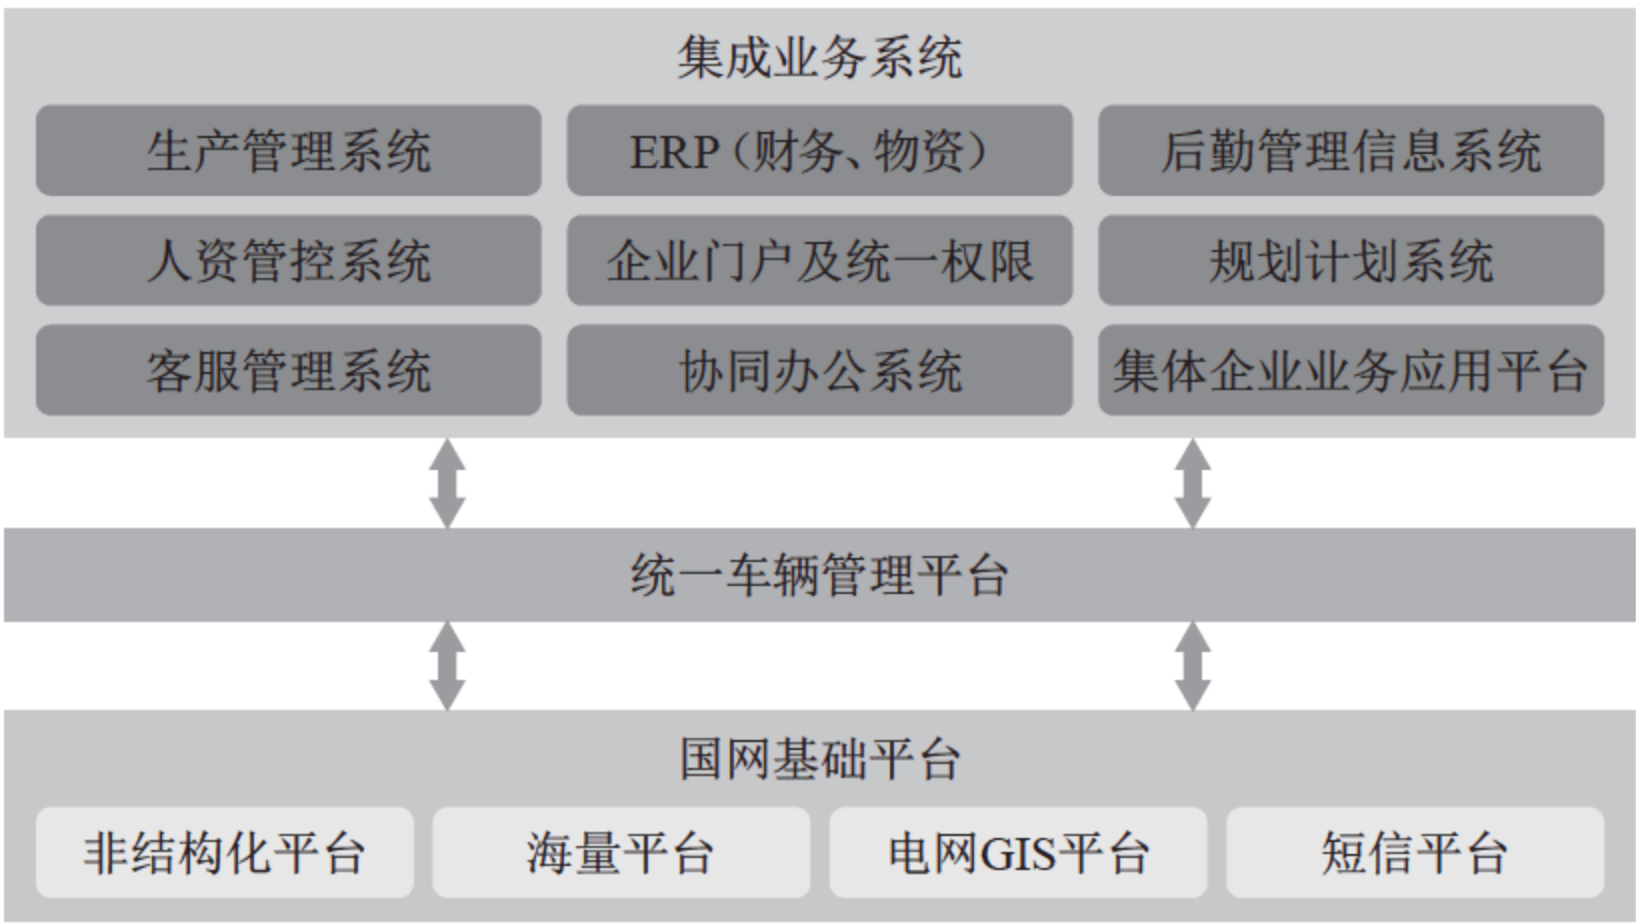 集成业务系统
生产管理系统
ERP（财务、物资）
后勤管理信息系统
人资管控系统
企业门户及统一权限
规划计划系统
客服管理系统
协同办公系统
集体企业业务应用平台
统一车辆管理平台
国网基础平台
非结构化平台
海量平台
电网GIS平台
短信平台